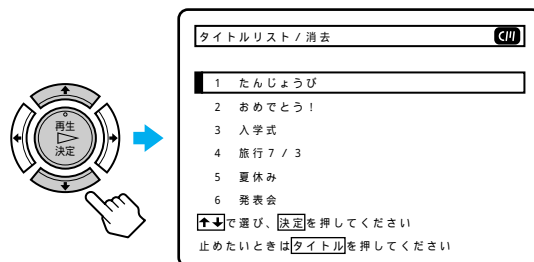 再生
決定
タイトルリスト/消去
1 たんじょうび
2 おめでとう!
3 入学式
4 旅行7/3
5 夏休み
6 発表会
↑↓で選び、決定を押してください
止めたいときはタイトルを押してください